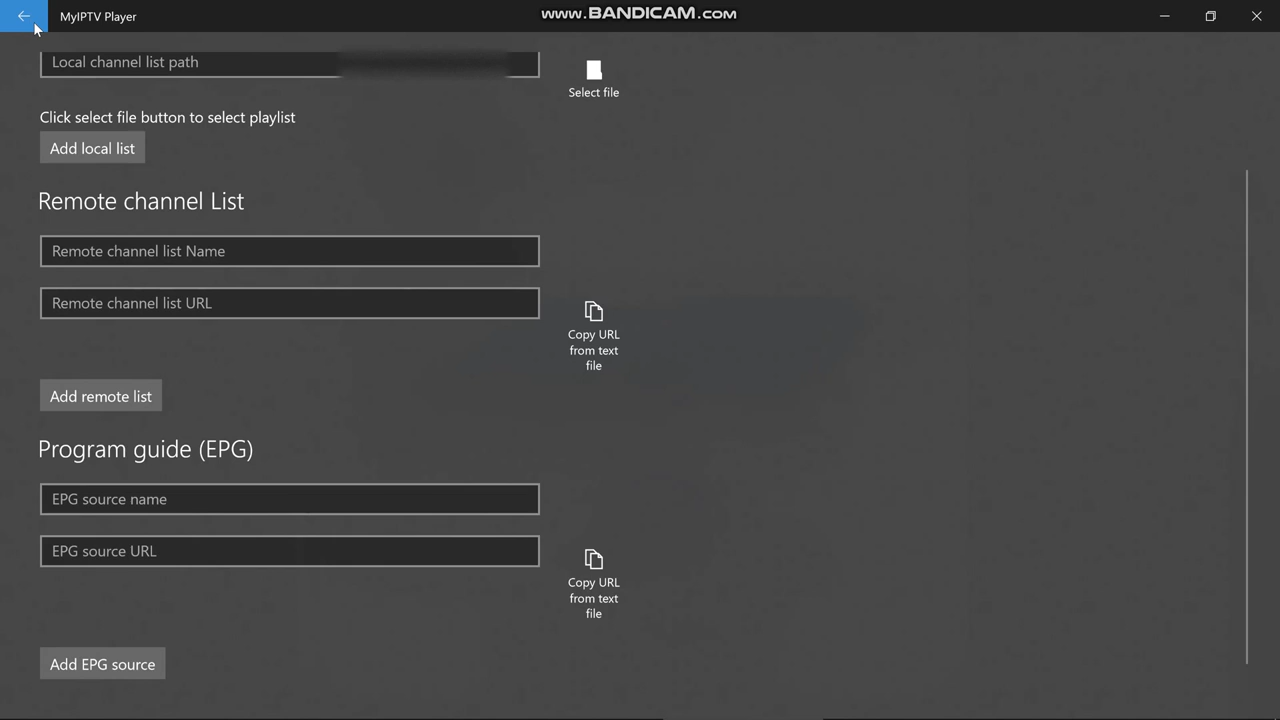 MyIPTV Player
www.BANDICAM.com
Local channel list path
Select file
Click select file button to select playlist
Add local list
Remote channel List
Remote channel list Name
Remote channel list URL
Copy URL
from text
file
Add remote list
Program guide (EPG)
EPG source name
EPG source URL
Copy URL
from text
file
Add EPG source